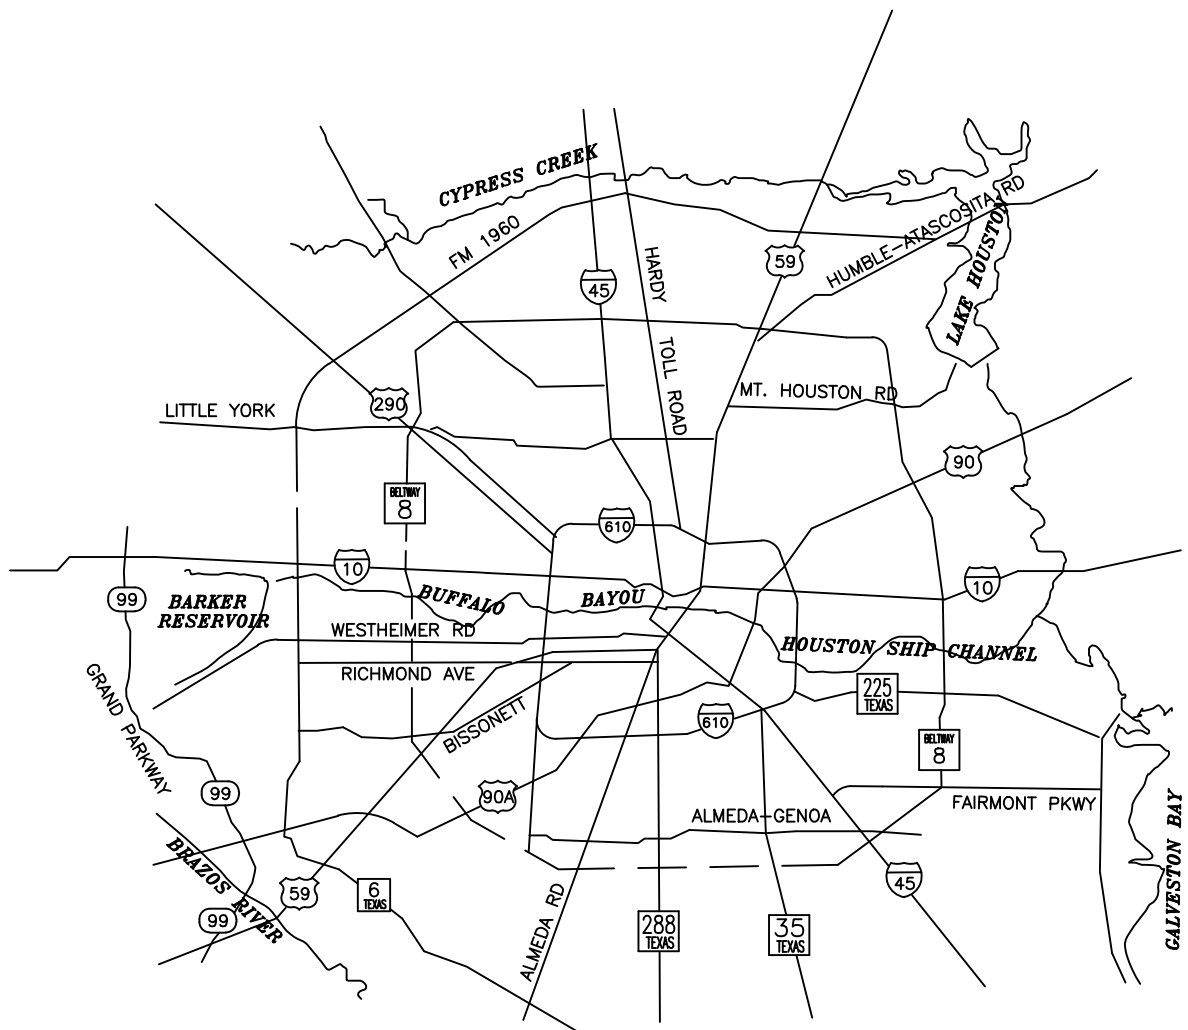 CYPRESS CREEK
FM 1960
HARDY
TOLL ROAD
45
59
HUMBLE-ATASCOSITA RD
LAKE HOUSTON
290
LITTLE YORK
MT. HOUSTON RD
90
BELTWAY
8
610
10
10
99
BARKER
RESERVOIR
BUFFALO
BAYOU
WESTHEIMER RD
RICHMOND AVE
HOUSTON SHIP CHANNEL
GRAND PARKWAY
BISSONETT
225
TEXAS
610
BELTWAY
8
99
90A
ALMEDA-GENOA
FAIRMONT PKWY
GALVESTON BAY
BRAZOS RIVER
59
6
TEXAS
45
99
ALMEDA RD
288
TEXAS
35
TEXAS